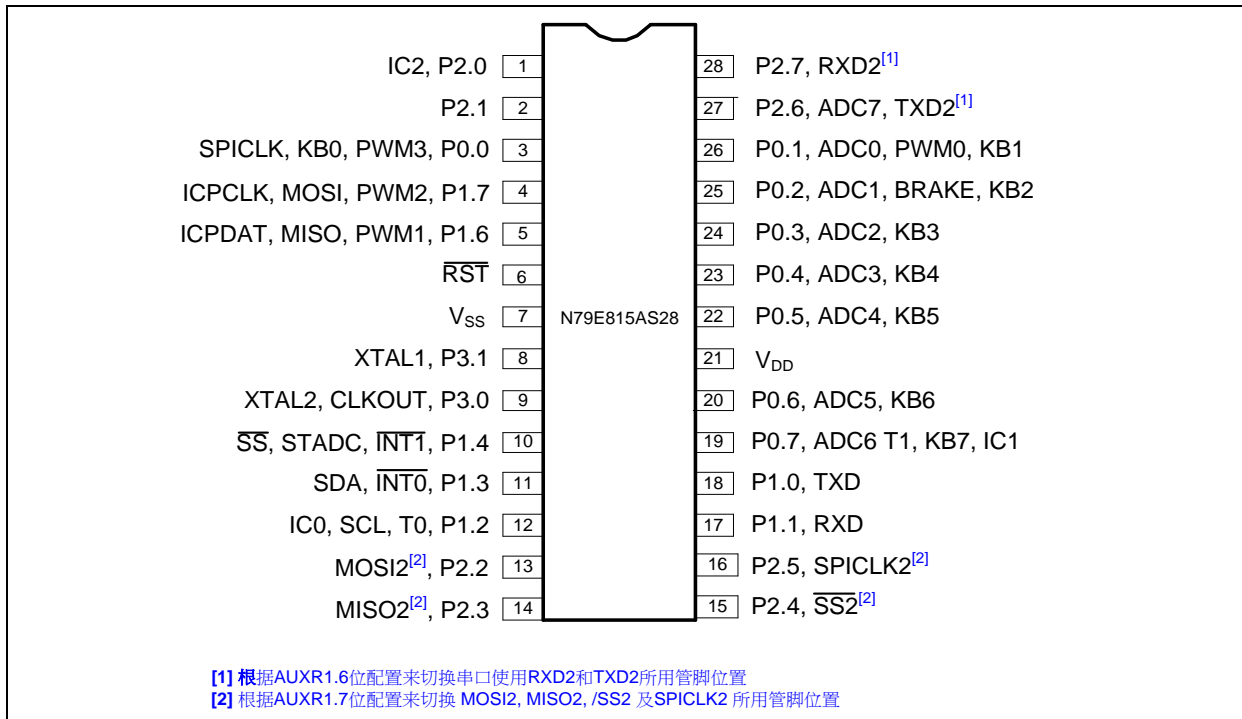 IC2, P2.0 1 28 P2.7, RXD2[1]
P2.1 2 27 P2.6, ADC7, TXD2[1]
SPICLK, KB0, PWM3, P0.0 3 26 P0.1, ADC0, PWM0, KB1
ICPCLK, MOSI, PWM2, P1.7 4 25 P0.2, ADC1, BRAKE, KB2
ICPDAT, MISO, PWM1, P1.6 5 24 P0.3, ADC2, KB3
R̅S̅T̅ 6 23 P0.4, ADC3, KB4
VSS 7 N79E815AS28 22 P0.5, ADC4, KB5
XTAL1, P3.1 8 21 VDD
XTAL2, CLKOUT, P3.0 9 20 P0.6, ADC5, KB6
S̅S̅, STADC, I̅N̅T̅1̅, P1.4 10 19 P0.7, ADC6 T1, KB7, IC1
SDA, I̅N̅T̅0̅, P1.3 11 18 P1.0, TXD
IC0, SCL, T0, P1.2 12 17 P1.1, RXD
MOSI2[2], P2.2 13 16 P2.5, SPICLK2[2]
MISO2[2], P2.3 14 15 P2.4, S̅S̅2̅[2]
[1] 根据AUXR1.6位配置来切换串口使用RXD2和TXD2所用管脚位置
[2] 根据AUXR1.7位配置来切换 MOSI2, MISO2, /SS2 及SPICLK2 所用管脚位置